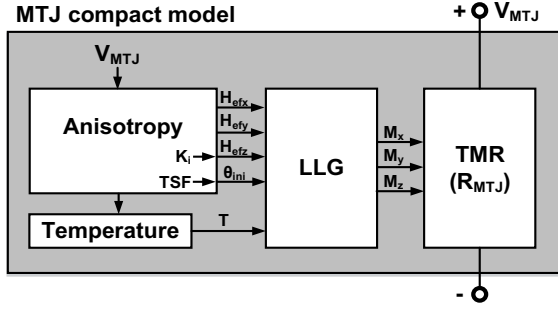 MTJ compact model
+ V_MTJ
V_MTJ
Anisotropy
K_i
TSF
H_efx
H_efy
H_efz
θ_ini
Temperature
T
LLG
M_x
M_y
M_z
TMR
(R_MTJ)
-